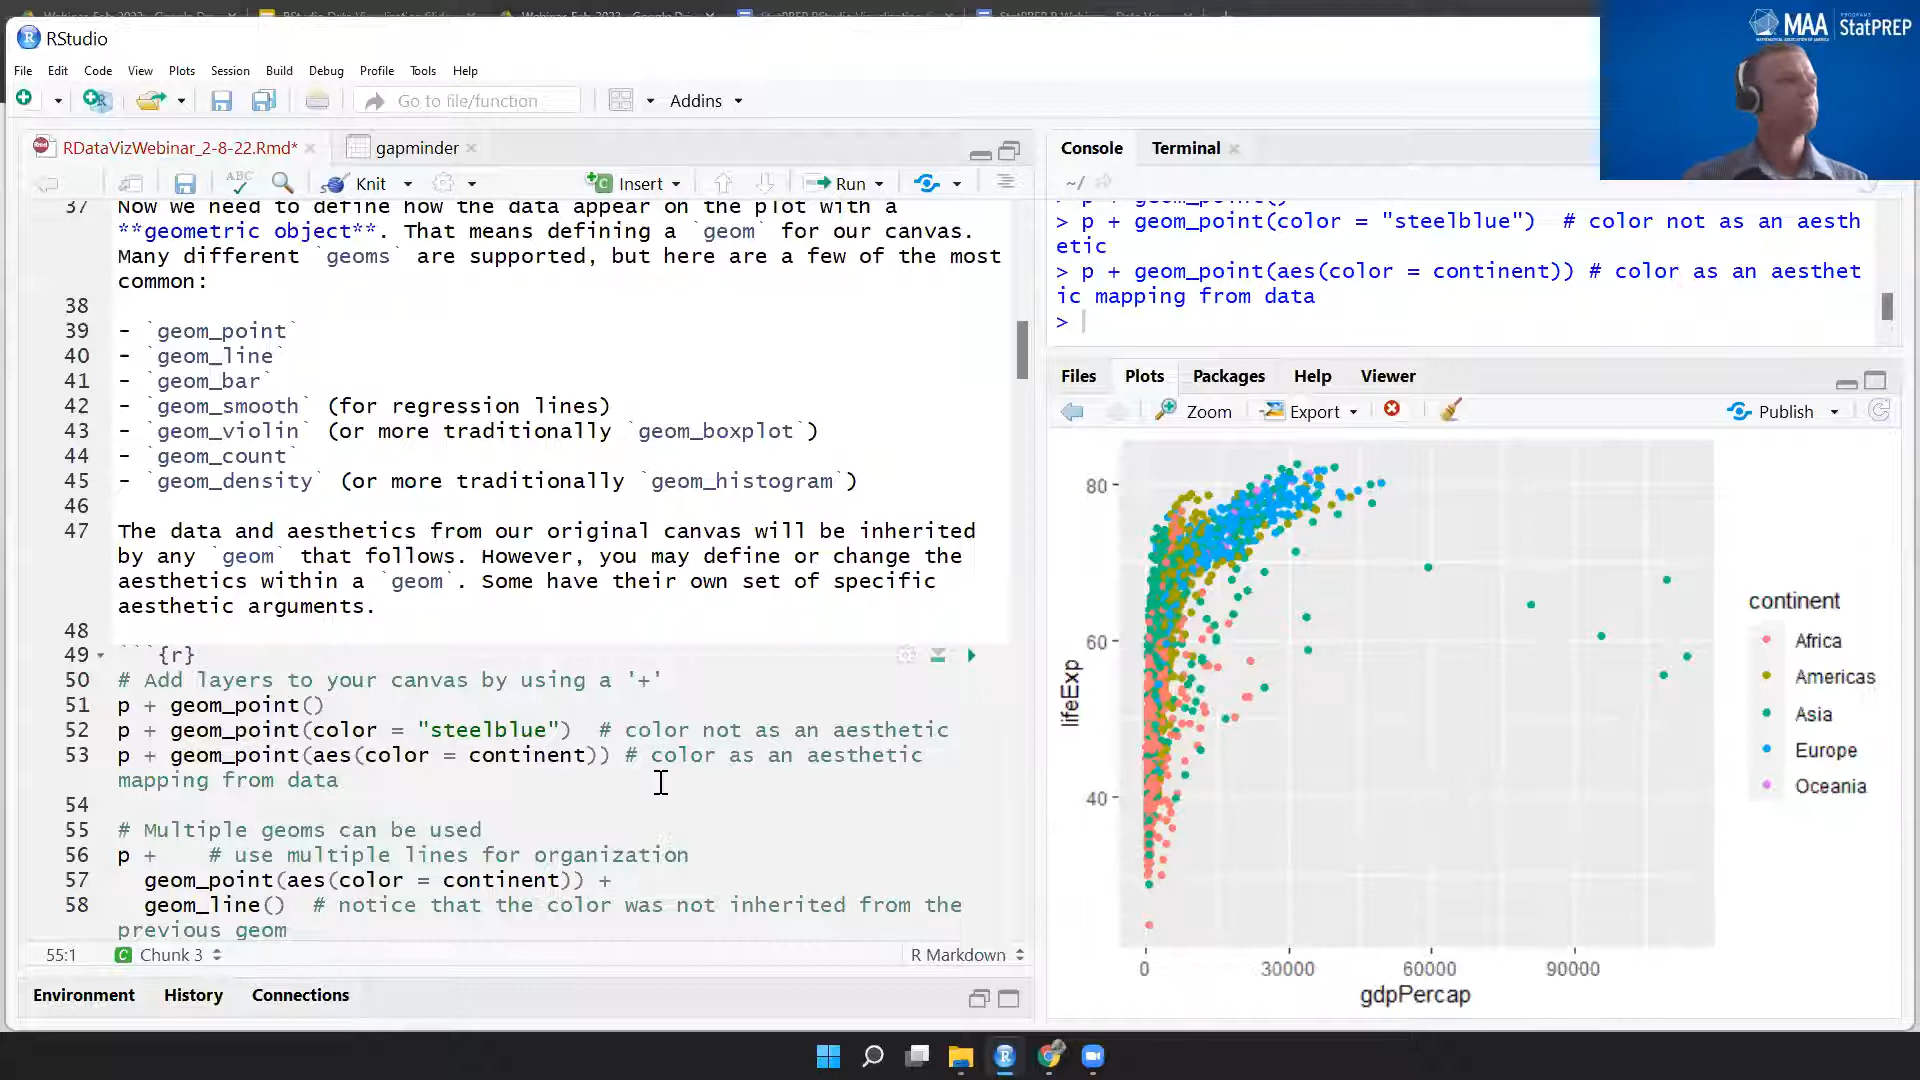 RStudio
MAA PROGRAMS StatPREP
MATHEMATICAL ASSOCIATION OF AMERICA
File Edit Code View Plots Session Build Debug Profile Tools Help
Go to file/function Addins
RDataVizWebinar_2-8-22.Rmd* gapminder
ABC Knit Insert Run
37 Now we need to define how the data appear on the plot with a
**geometric object**. That means defining a `geom` for our canvas.
Many different `geoms` are supported, but here are a few of the most
common:
38
39 - `geom_point`
40 - `geom_line`
41 - `geom_bar`
42 - `geom_smooth` (for regression lines)
43 - `geom_violin` (or more traditionally `geom_boxplot`)
44 - `geom_count`
45 - `geom_density` (or more traditionally `geom_histogram`)
46
47 The data and aesthetics from our original canvas will be inherited
by any `geom` that follows. However, you may define or change the
aesthetics within a `geom`. Some have their own set of specific
aesthetic arguments.
48
49 ```{r}
50 # Add layers to your canvas by using a '+'
51 p + geom_point()
52 p + geom_point(color = "steelblue")  # color not as an aesthetic
53 p + geom_point(aes(color = continent)) # color as an aesthetic
mapping from data
54
55 # Multiple geoms can be used
56 p +    # use multiple lines for organization
57   geom_point(aes(color = continent)) +
58   geom_line()  # notice that the color was not inherited from the
previous geom
55:1 Chunk 3 R Markdown
Environment History Connections
Console Terminal
~/
> p + geom_point()
> p + geom_point(color = "steelblue")  # color not as an aesth
etic
> p + geom_point(aes(color = continent)) # color as an aesthet
ic mapping from data
>
Files Plots Packages Help Viewer
Zoom Export Publish
80
60
40
lifeExp
0 30000 60000 90000
gdpPercap
continent
Africa
Americas
Asia
Europe
Oceania